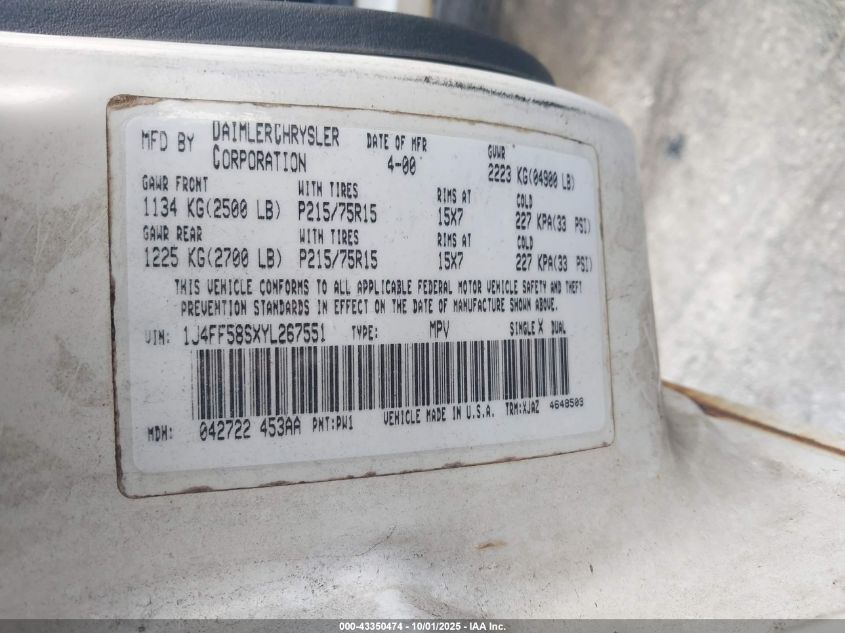 MFD BY DAIMLERCHRYSLER CORPORATION DATE OF MFR 4-00 GVWR 2223 KG(04900 LB)
GAWR FRONT WITH TIRES RIMS AT COLD
1134 KG(2500 LB) P215/75R15 15X7 227 KPA(33 PSI)
GAWR REAR WITH TIRES RIMS AT COLD
1225 KG(2700 LB) P215/75R15 15X7 227 KPA(33 PSI)
THIS VEHICLE CONFORMS TO ALL APPLICABLE FEDERAL MOTOR VEHICLE SAFETY AND THEFT
PREVENTION STANDARDS IN EFFECT ON THE DATE OF MANUFACTURE SHOWN ABOVE.
VIN: 1J4FF58SXYL267551 TYPE: MPV SINGLE X DUAL
MDH: 042722 453AA PNT:PW1 VEHICLE MADE IN U.S.A. TRM:XJAZ 4648503
000-43350474 - 10/01/2025 - IAA Inc.